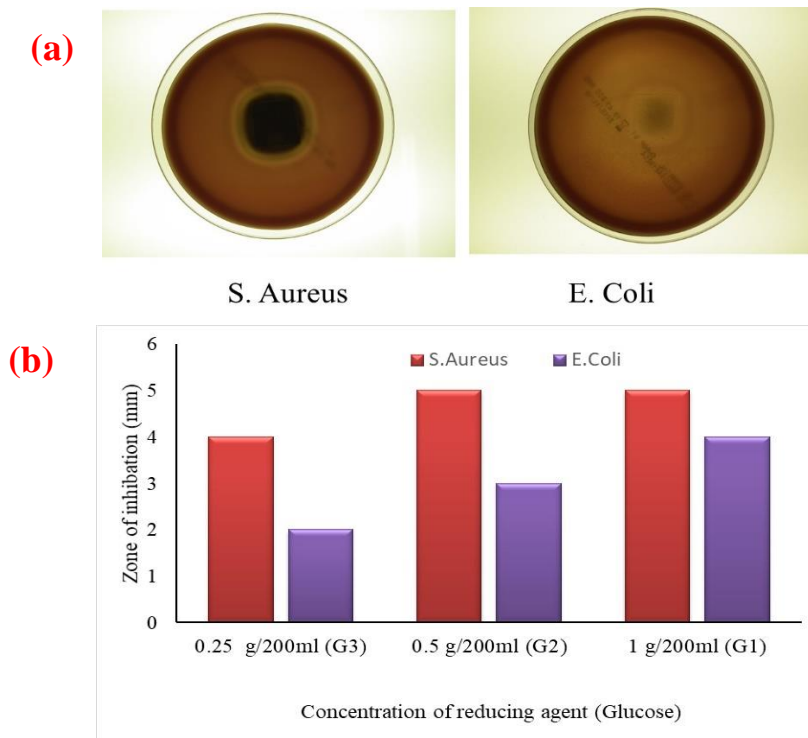 (a)
S. Aureus
E. Coli
(b)
S.Aureus
E.Coli
6
5
4
3
2
1
0
Zone of inhibation (mm)
0.25 g/200ml (G3)
0.5 g/200ml (G2)
1 g/200ml (G1)
Concentration of reducing agent (Glucose)